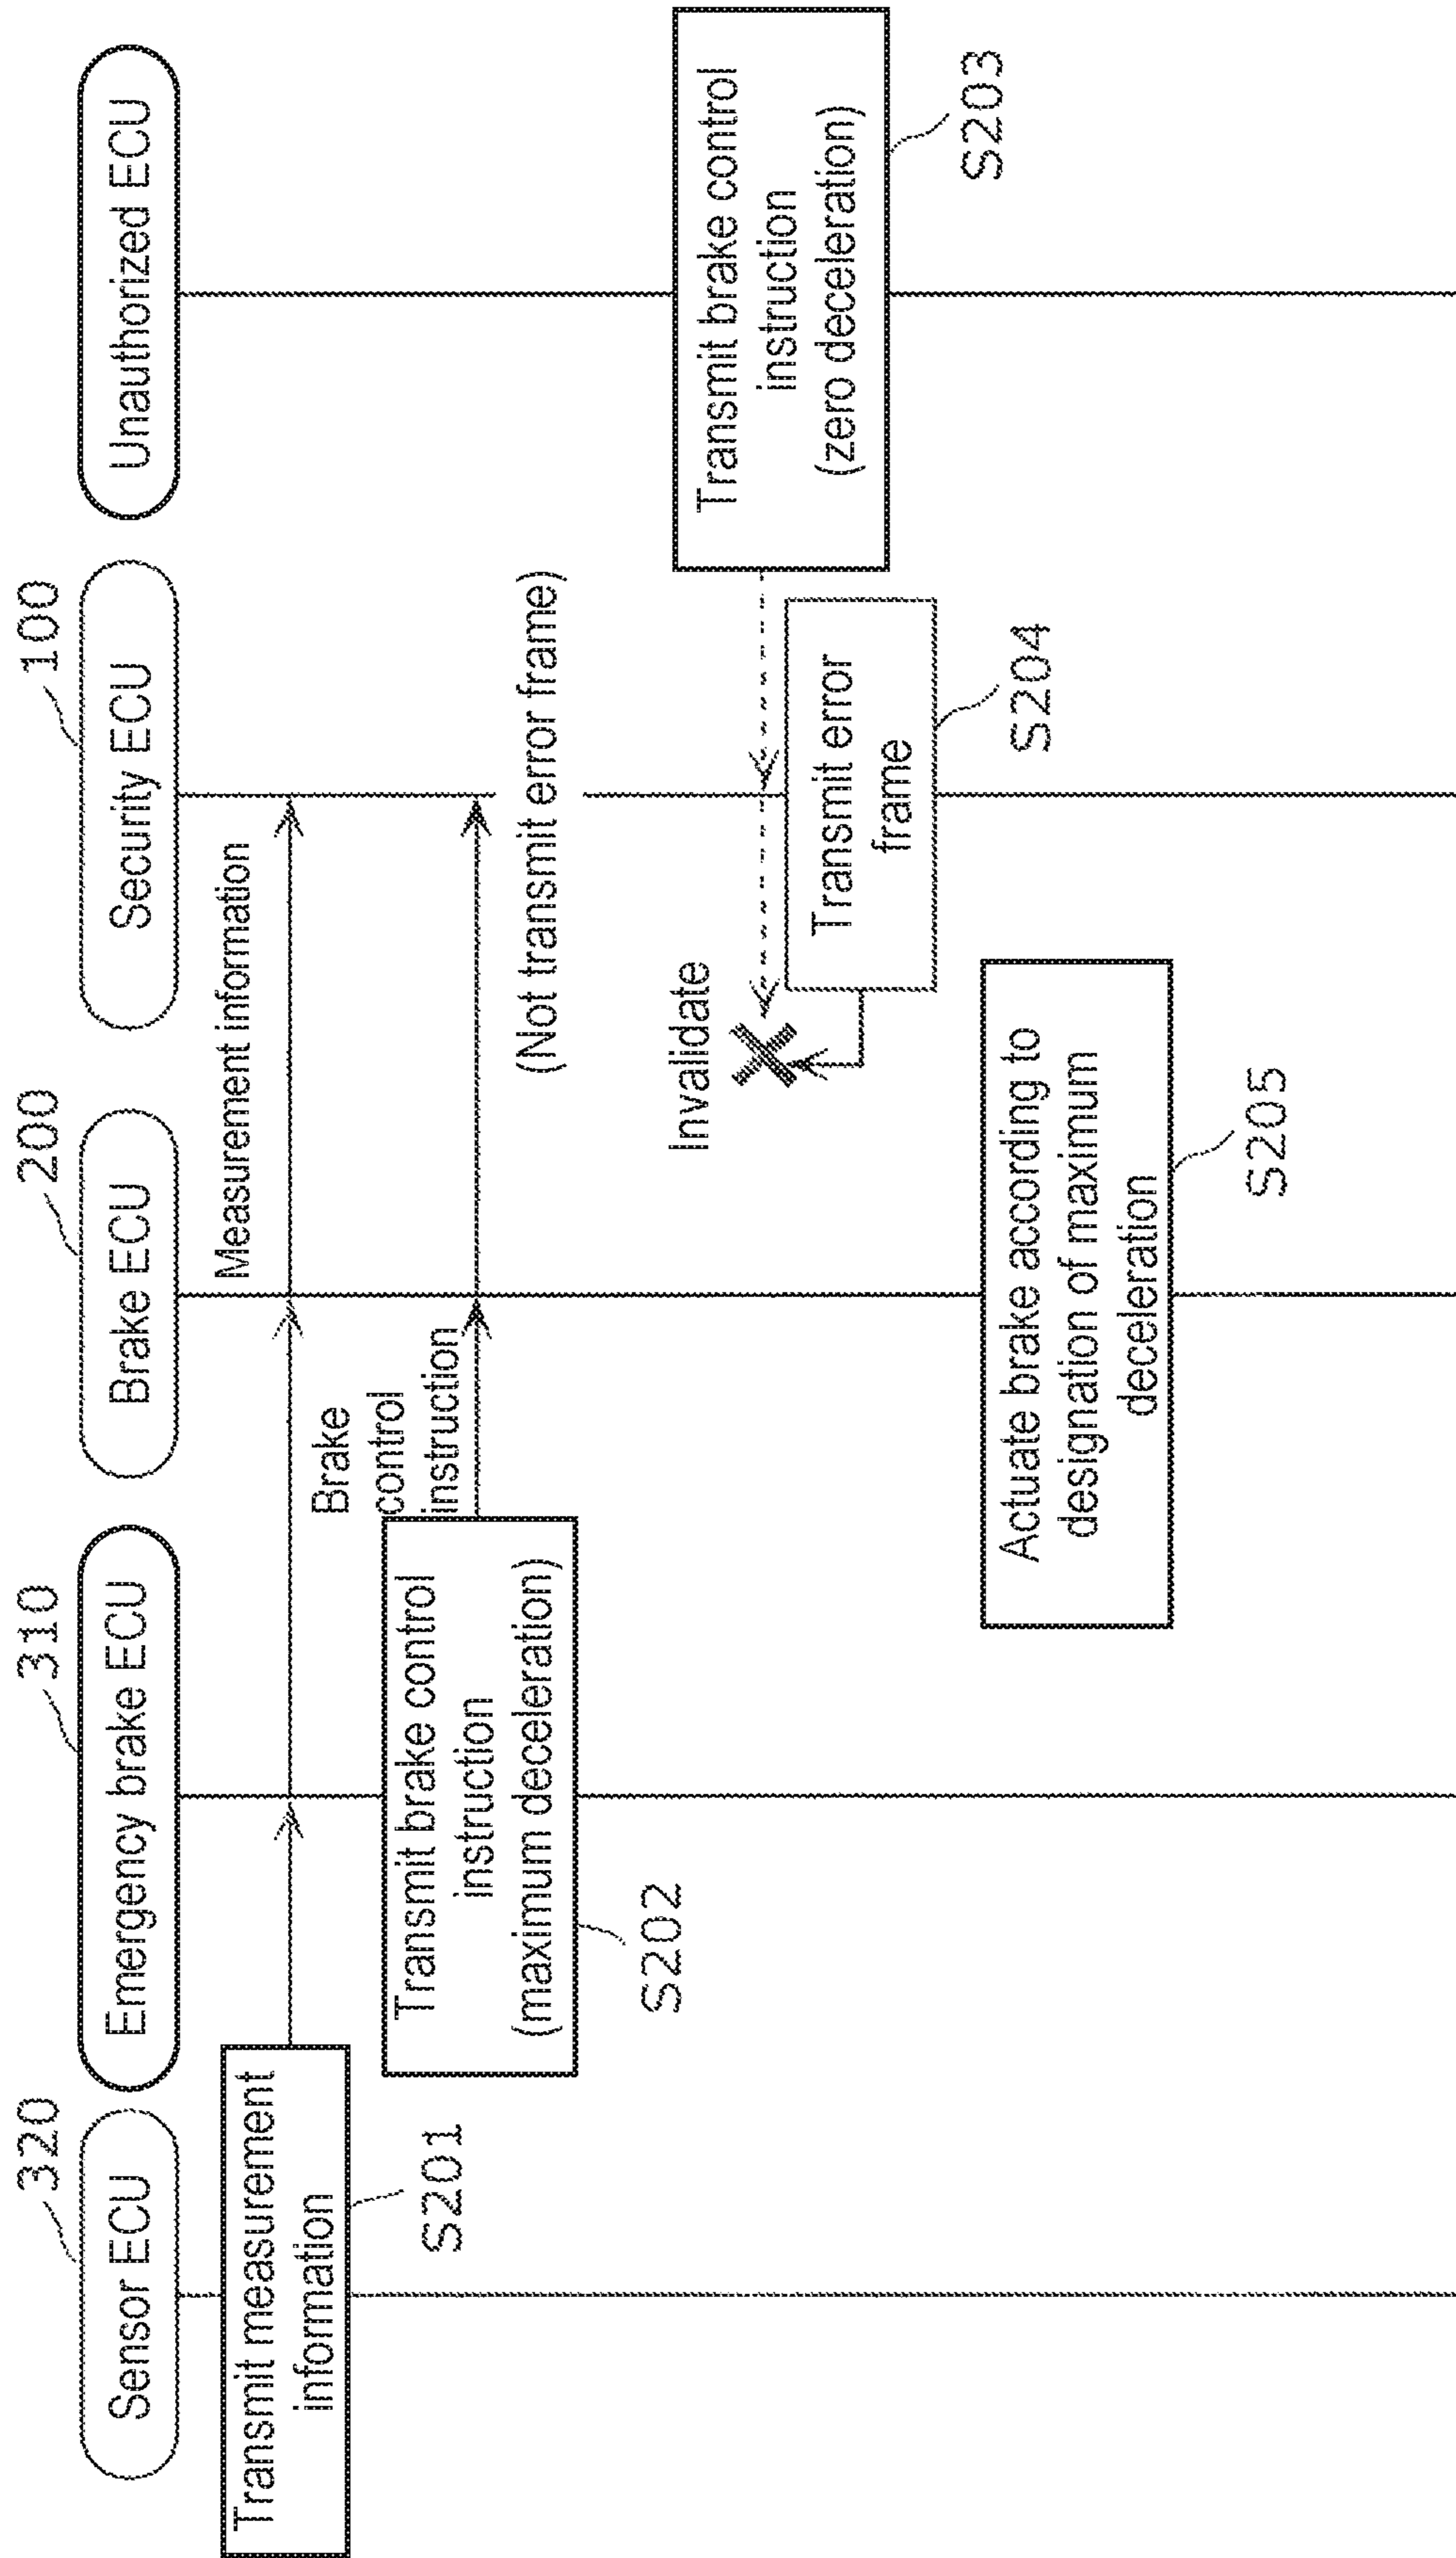 320
310
200
100
Sensor ECU
Emergency brake ECU
Brake ECU
Security ECU
Unauthorized ECU
Transmit measurement
information
S201
Measurement information
Brake
control
instruction
Transmit brake control
instruction
(maximum deceleration)
S202
(Not transmit error frame)
Transmit brake control
instruction
(zero deceleration)
S203
Invalidate
Transmit error
frame
S204
Actuate brake according to
designation of maximum
deceleration
S205